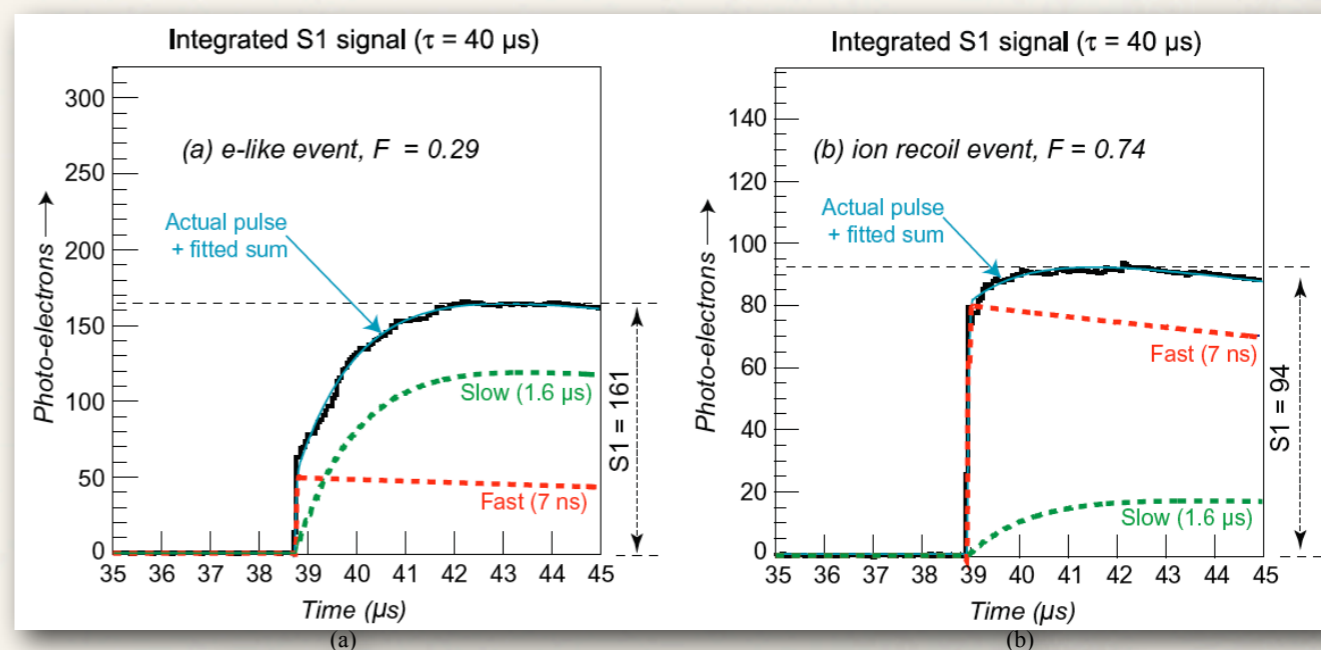 Integrated S1 signal (τ = 40 µs)
300
250
200
150
100
50
0
(a) e-like event, F = 0.29
Actual pulse
+ fitted sum
Slow (1.6 µs)
Fast (7 ns)
Photo-electrons
S1 = 161
35 36 37 38 39 40 41 42 43 44 45
Time (µs)
(a)
Integrated S1 signal (τ = 40 µs)
140
120
100
80
60
40
20
0
(b) ion recoil event, F = 0.74
Actual pulse
+ fitted sum
Fast (7 ns)
Slow (1.6 µs)
Photo-electrons
S1 = 94
35 36 37 38 39 40 41 42 43 44 45
Time (µs)
(b)